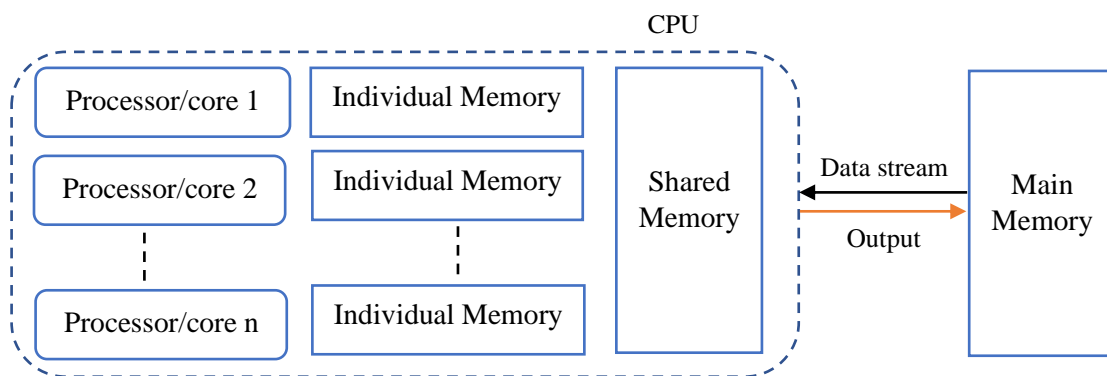 CPU
Processor/core 1
Individual Memory
Processor/core 2
Individual Memory
Processor/core n
Individual Memory
Shared
Memory
Data stream
Output
Main
Memory